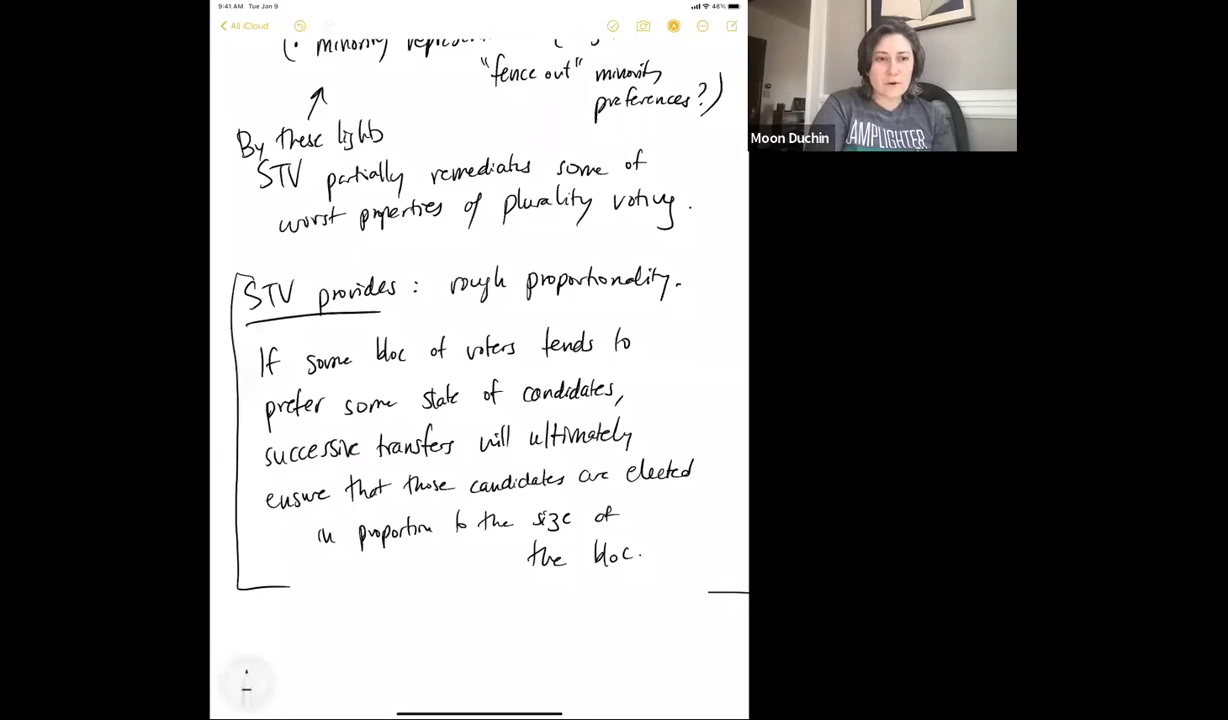 9:41 AM Tue Jan 9
48%
All iCloud
(• minority
"fence out" minority
preferences?)
By these lights
STV partially remediates some of
worst properties of plurality voting.
STV provides: rough proportionality.
If some bloc of voters tends to
prefer some slate of candidates,
successive transfers will ultimately
ensure that those candidates are elected
in proportion to the size of
the bloc.
Moon Duchin
AMPLIGHTER